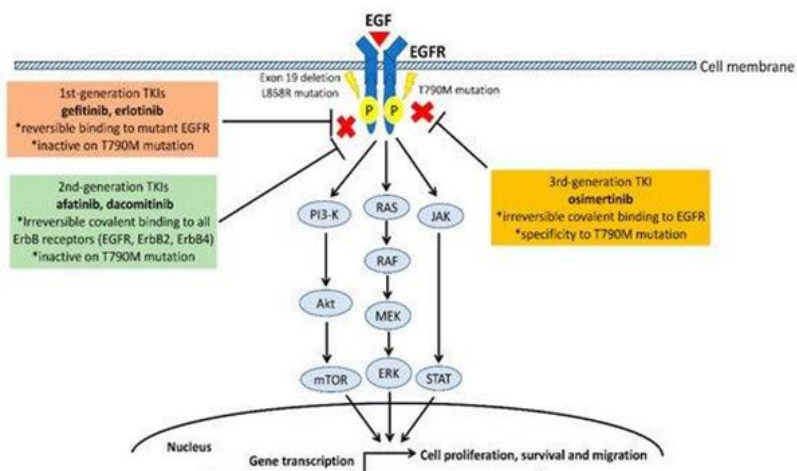 EGF
EGFR
Cell membrane
Exon 19 deletion
L858R mutation
T790M mutation
P
P
1st-generation TKIs
gefitinib, erlotinib
*reversible binding to mutant EGFR
*inactive on T790M mutation
2nd-generation TKIs
afatinib, dacomitinib
*Irreversible covalent binding to all
ErbB receptors (EGFR, ErbB2, ErbB4)
*inactive on T790M mutation
3rd-generation TKI
osimertinib
*irreversible covalent binding to EGFR
*specificity to T790M mutation
PI3-K
RAS
JAK
RAF
Akt
MEK
mTOR
ERK
STAT
Nucleus
Gene transcription
Cell proliferation, survival and migration